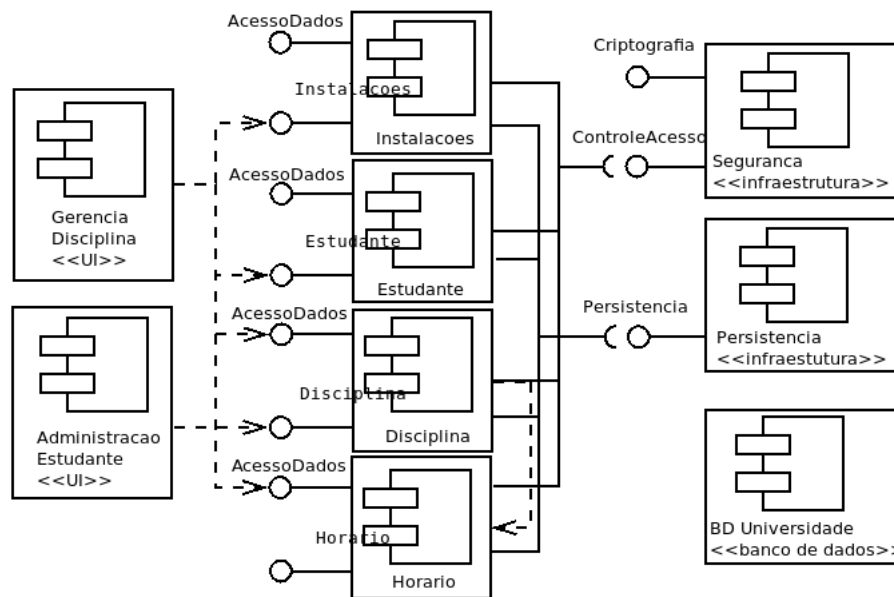 AcessoDados
Instalacoes
Instalacoes
AcessoDados
Estudante
Estudante
AcessoDados
Disciplina
Disciplina
AcessoDados
Horario
Horario
Gerencia
Disciplina
<<UI>>
Administracao
Estudante
<<UI>>
Criptografia
ControleAcesso
Seguranca
<<infraestrutura>>
Persistencia
Persistencia
<<infraestutura>>
BD Universidade
<<banco de dados>>